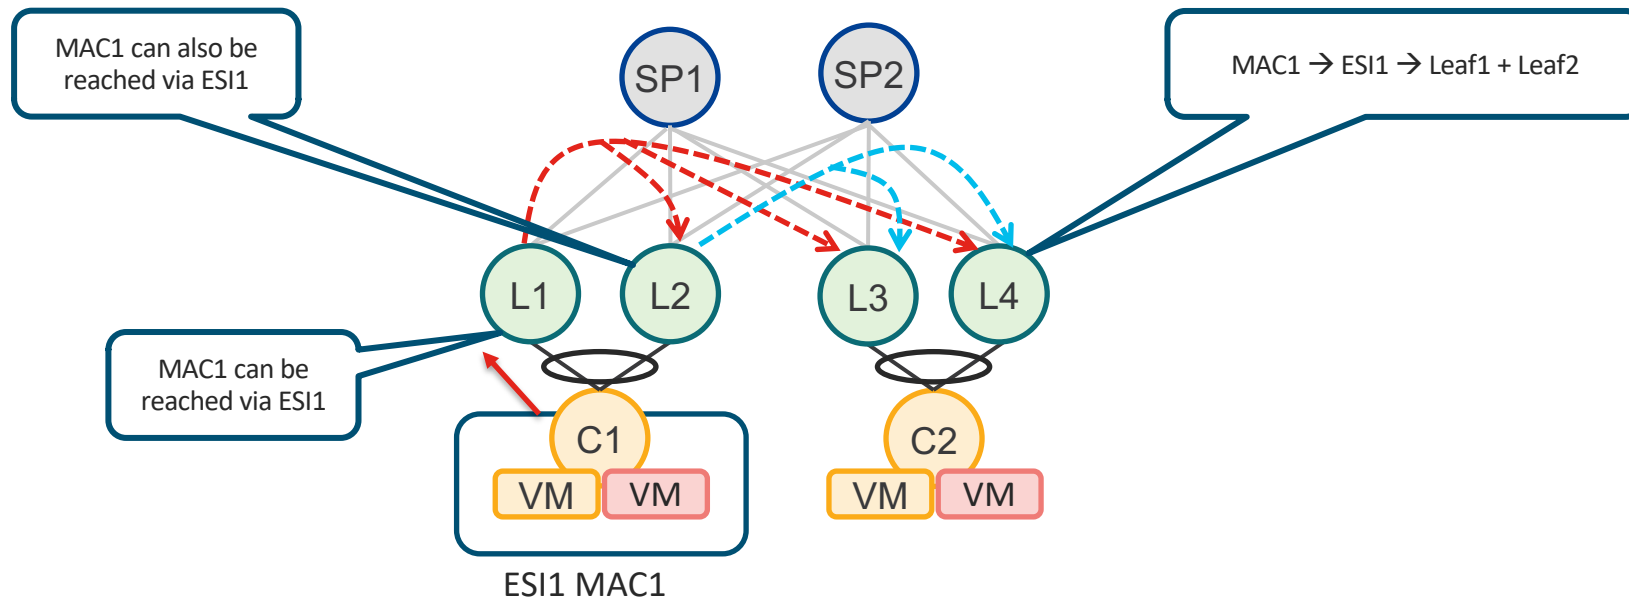 MAC1 can also be
reached via ESI1
SP1
SP2
MAC1 → ESI1 → Leaf1 + Leaf2
L1
L2
L3
L4
MAC1 can be
reached via ESI1
C1
C2
VM
VM
VM
VM
ESI1 MAC1